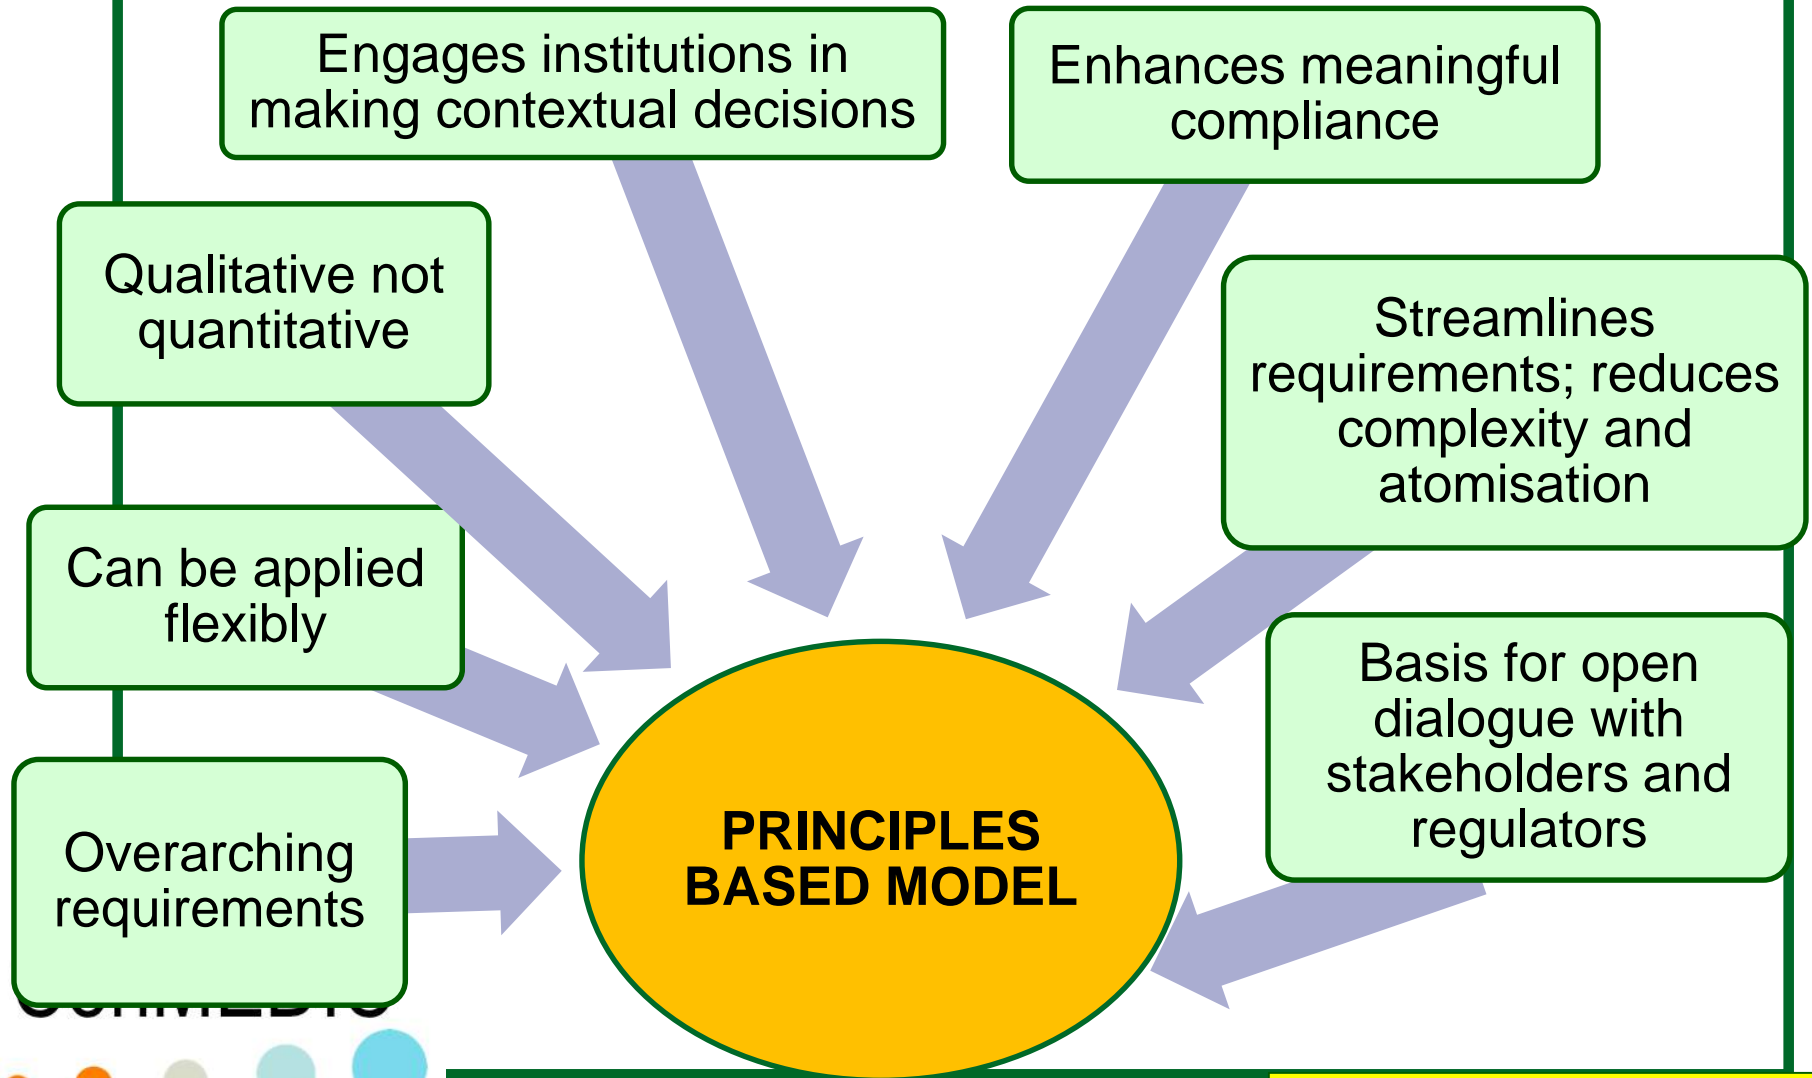 Engages institutions in
making contextual decisions
Enhances meaningful
compliance
Qualitative not
quantitative
Streamlines
requirements; reduces
complexity and
atomisation
Can be applied
flexibly
Basis for open
dialogue with
stakeholders and
regulators
Overarching
requirements
PRINCIPLES
BASED MODEL